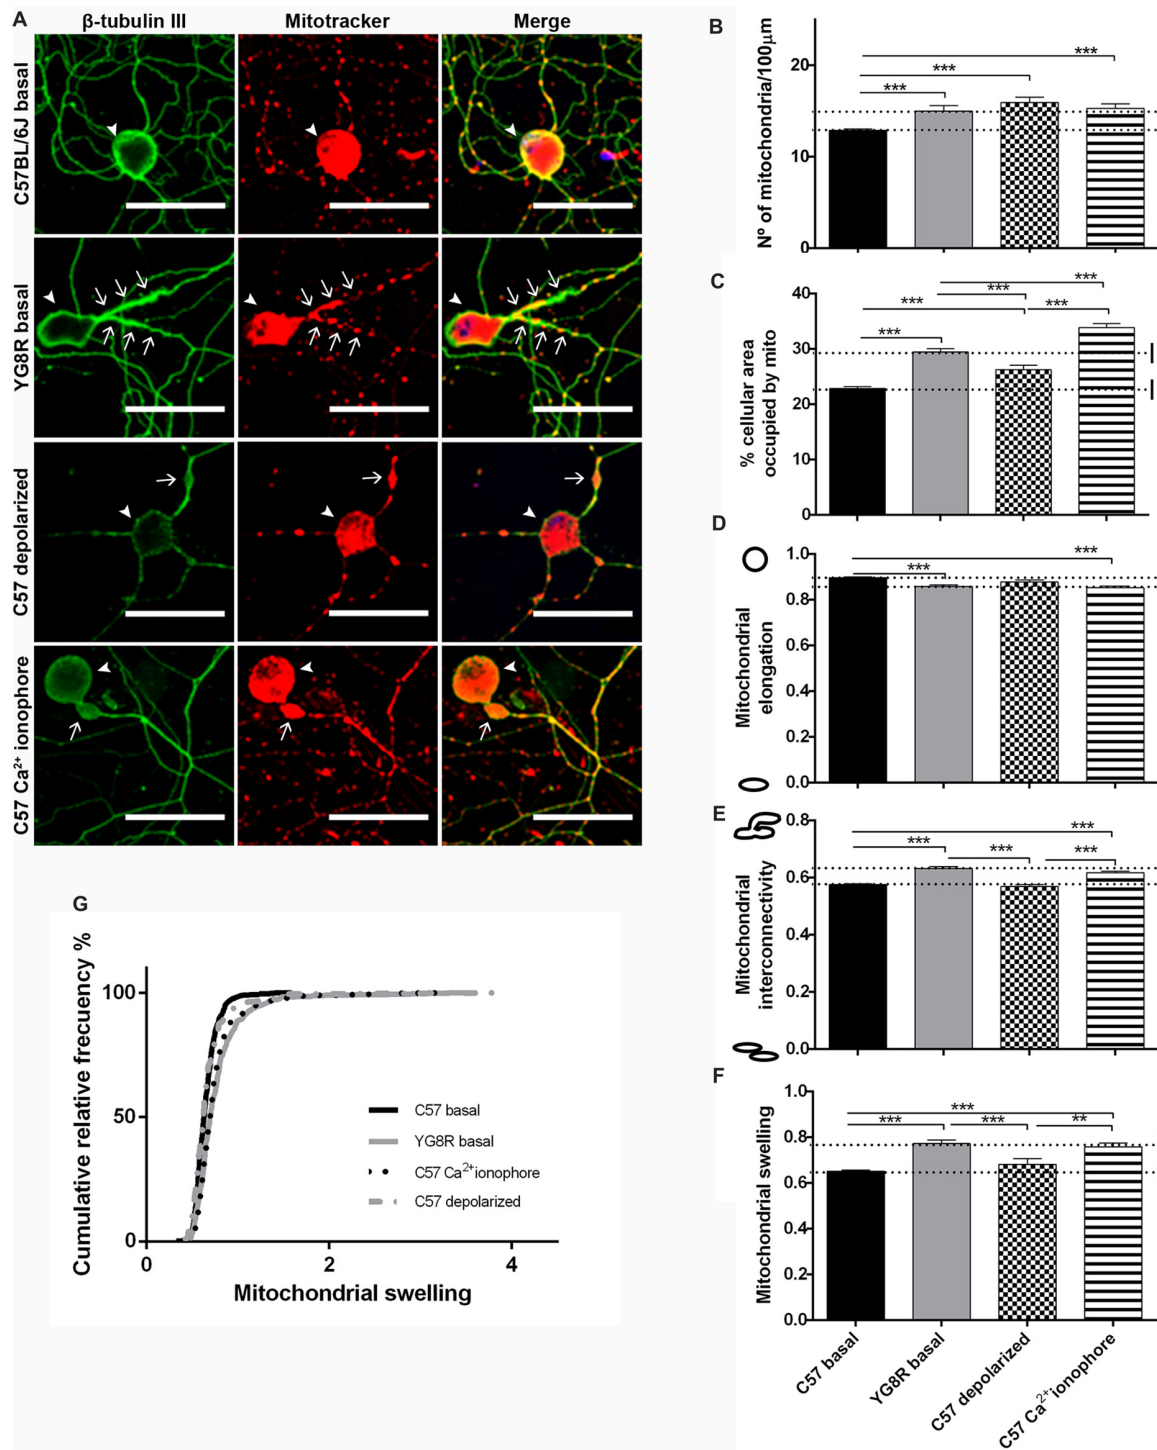 A
β-tubulin III Mitotracker Merge
C57BL/6J basal
YG8R basal
C57 depolarized
C57 Ca²⁺ ionophore
B
Nº of mitochondria/100μm
20
10
0
***
***
***
C
% cellular area
occupied by mito
40
30
20
10
0
***
***
*** ***
***
D
Mitochondrial
elongation
1.0
0.8
0.6
0.4
0.2
0.0
***
***
E
Mitochondrial
interconnectivity
0.8
0.6
0.4
0.2
0.0
***
*** *** ***
F
Mitochondrial swelling
1.0
0.8
0.6
0.4
0.2
0.0
***
*** *** **
C57 basal
YG8R basal
C57 depolarized
C57 Ca²⁺ionophore
G
Cumulative relative frecuency %
100
50
0
C57 basal
YG8R basal
C57 Ca²⁺ionophore
C57 depolarized
0 2 4
Mitochondrial swelling